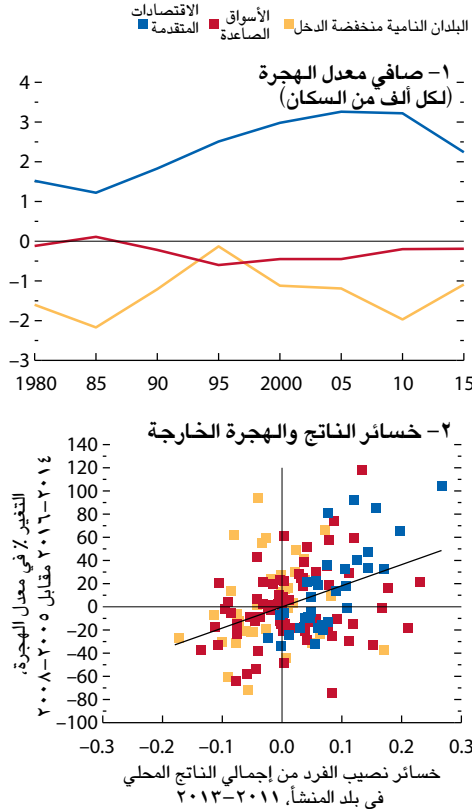 الاقتصادات المتقدمة
الأسواق الصاعدة
البلدان النامية منخفضة الدخل
١- صافي معدل الهجرة
(لكل ألف من السكان)
4
3
2
1
0
–1
–2
–3
1980 85 90 95 2000 05 10 15
٢- خسائر الناتج والهجرة الخارجة
التغير ٪ في معدل الهجرة،
٢٠١٤-٢٠١٦ مقابل ٢٠٠٥-٢٠٠٨
140
120
100
80
60
40
20
0
–20
–40
–60
–80
–100
–0.3 –0.2 –0.1 0.0 0.1 0.2 0.3
خسائر نصيب الفرد من إجمالي الناتج المحلي
في بلد المنشأ، ٢٠١١-٢٠١٣